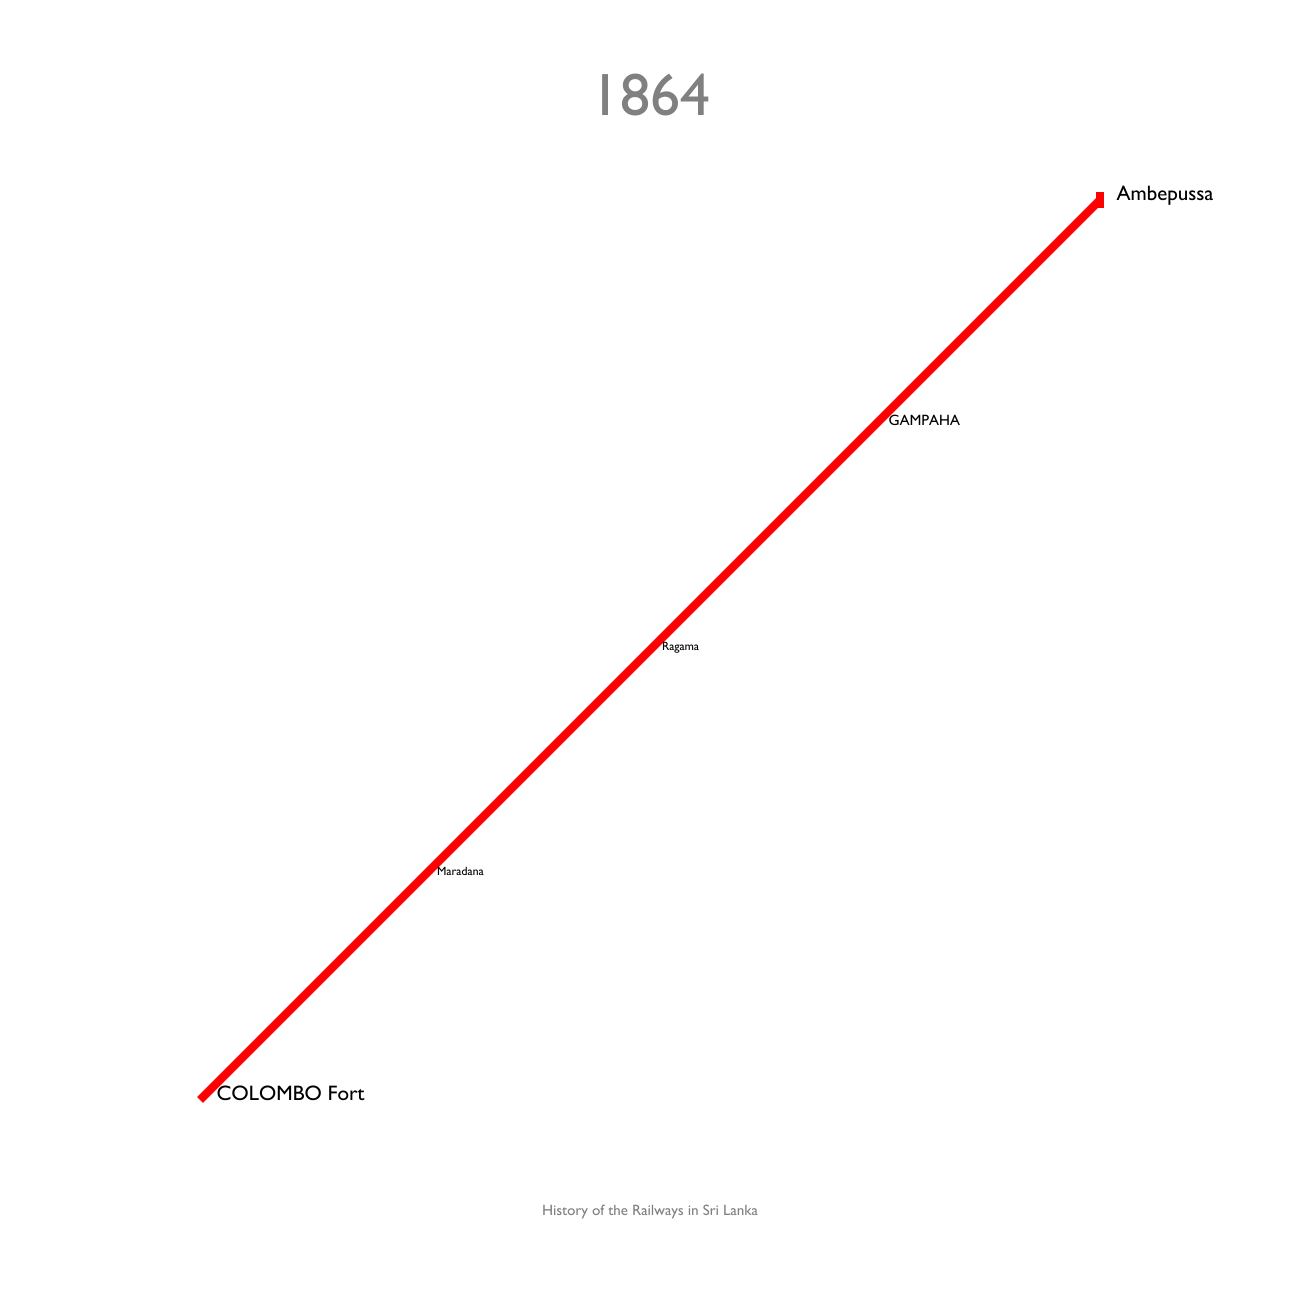 1864
Ambepussa
GAMPAHA
Ragama
Maradana
COLOMBO Fort
History of the Railways in Sri Lanka